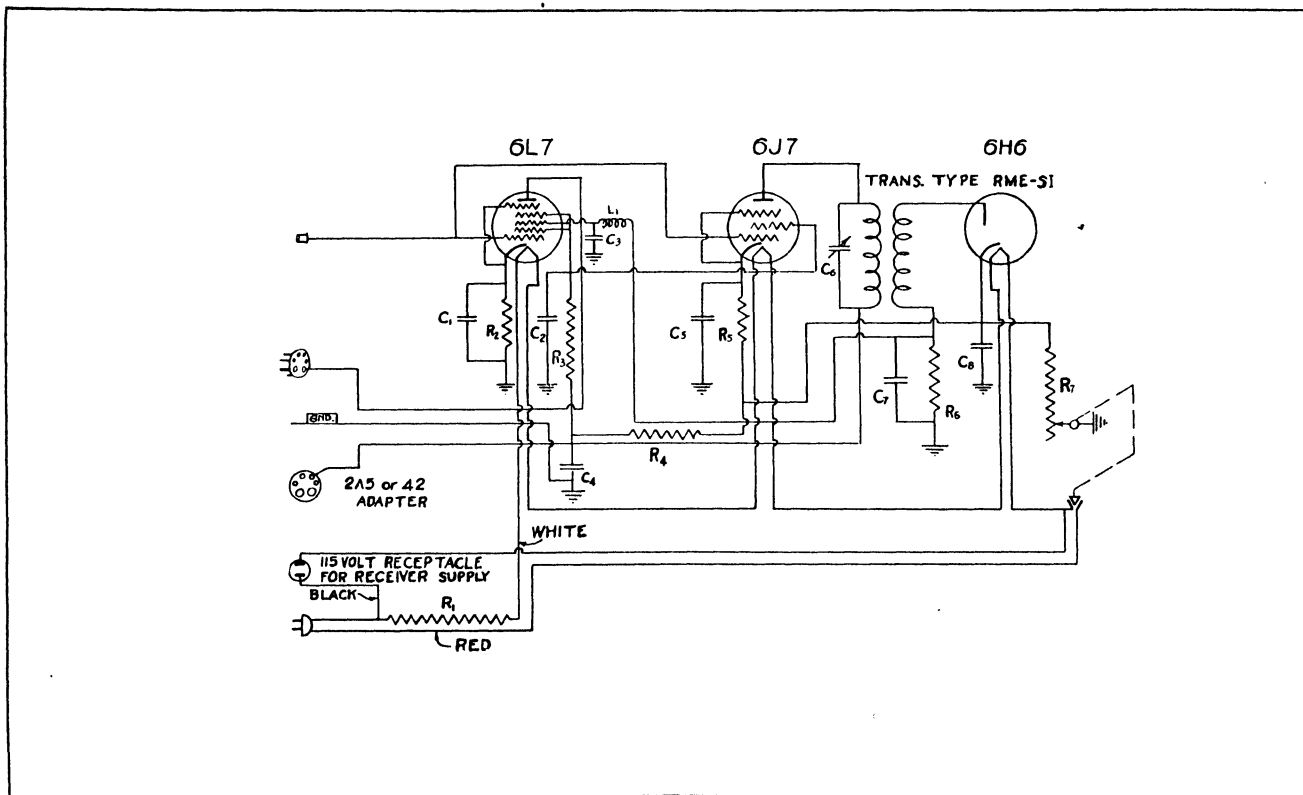 6L7
6J7
6H6
TRANS. TYPE RME-SI
L1
C3
C6
C1
R2
C2
R3
C5
R5
C8
R7
C7
R6
GND.
R4
C4
2A5 or 42
ADAPTER
WHITE
115 VOLT RECEPTACLE
FOR RECEIVER SUPPLY
BLACK
R1
RED